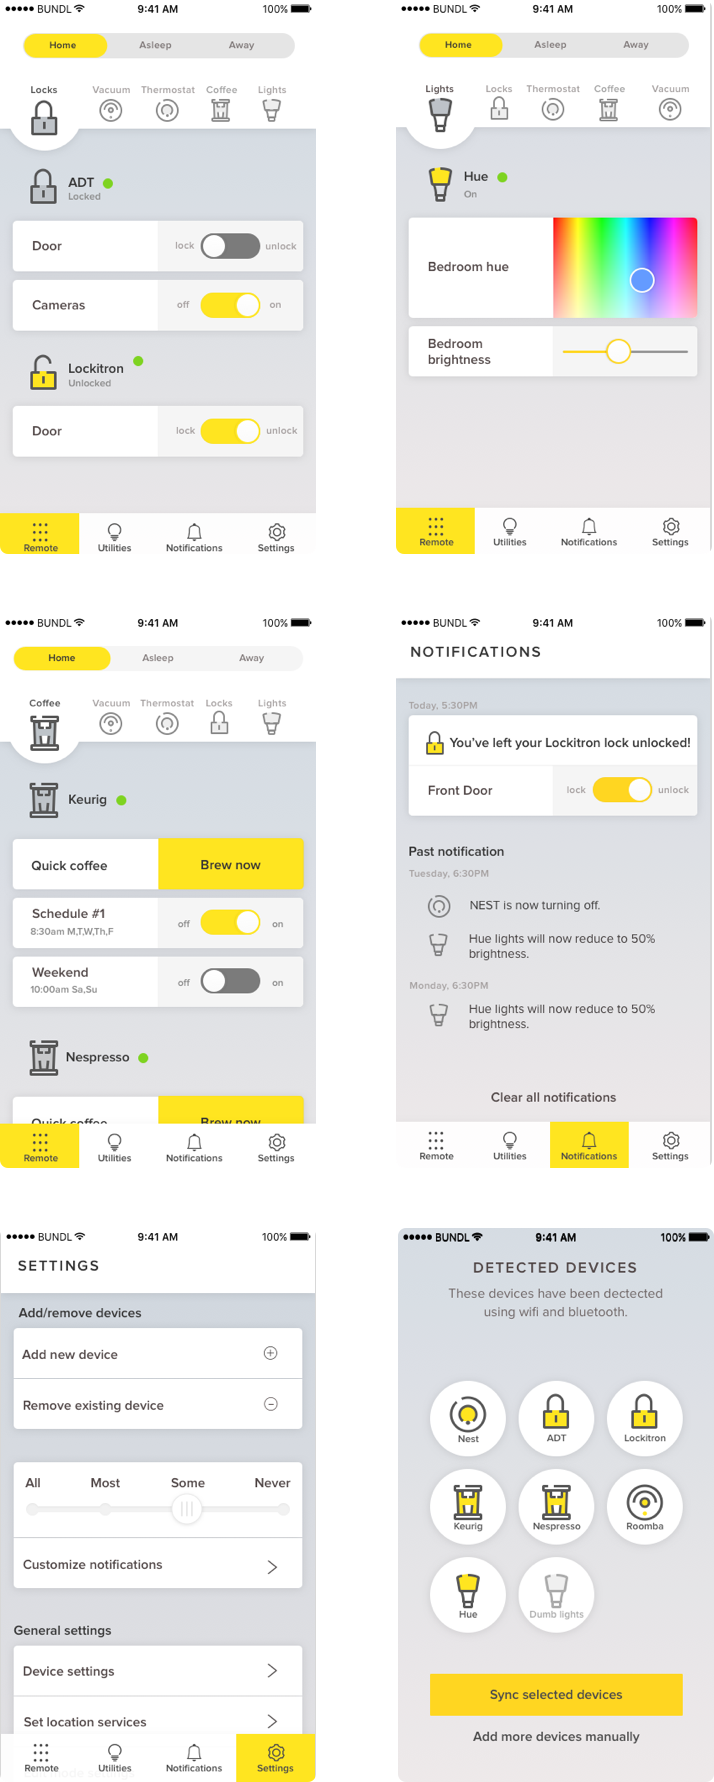 ●●●●● BUNDL 9:41 AM 100%
Home Asleep Away
Locks Vacuum Thermostat Coffee Lights
ADT
Locked
Door lock unlock
Cameras off on
Lockitron
Unlocked
Door lock unlock
Remote Utilities Notifications Settings
●●●●● BUNDL 9:41 AM 100%
Home Asleep Away
Lights Locks Thermostat Coffee Vacuum
Hue
On
Bedroom hue
Bedroom
brightness
Remote Utilities Notifications Settings
●●●●● BUNDL 9:41 AM 100%
Home Asleep Away
Coffee Vacuum Thermostat Locks Lights
Keurig
Quick coffee Brew now
Schedule #1
8:30am M,T,W,Th,F
off on
Weekend
10:00am Sa,Su
off on
Nespresso
Quick coffee Brew now
Remote Utilities Notifications Settings
●●●●● BUNDL 9:41 AM 100%
NOTIFICATIONS
Today, 5:30PM
You've left your Lockitron lock unlocked!
Front Door lock unlock
Past notification
Tuesday, 6:30PM
NEST is now turning off.
Hue lights will now reduce to 50%
brightness.
Monday, 6:30PM
Hue lights will now reduce to 50%
brightness.
Clear all notifications
Remote Utilities Notifications Settings
●●●●● BUNDL 9:41 AM 100%
SETTINGS
Add/remove devices
Add new device
Remove existing device
All Most Some Never
Customize notifications
General settings
Device settings
Set location services
Remote Utilities Notifications Settings
●●●●● BUNDL 9:41 AM 100%
DETECTED DEVICES
These devices have been dectected
using wifi and bluetooth.
Nest ADT Lockitron
Keurig Nespresso Roomba
Hue Dumb lights
Sync selected devices
Add more devices manually